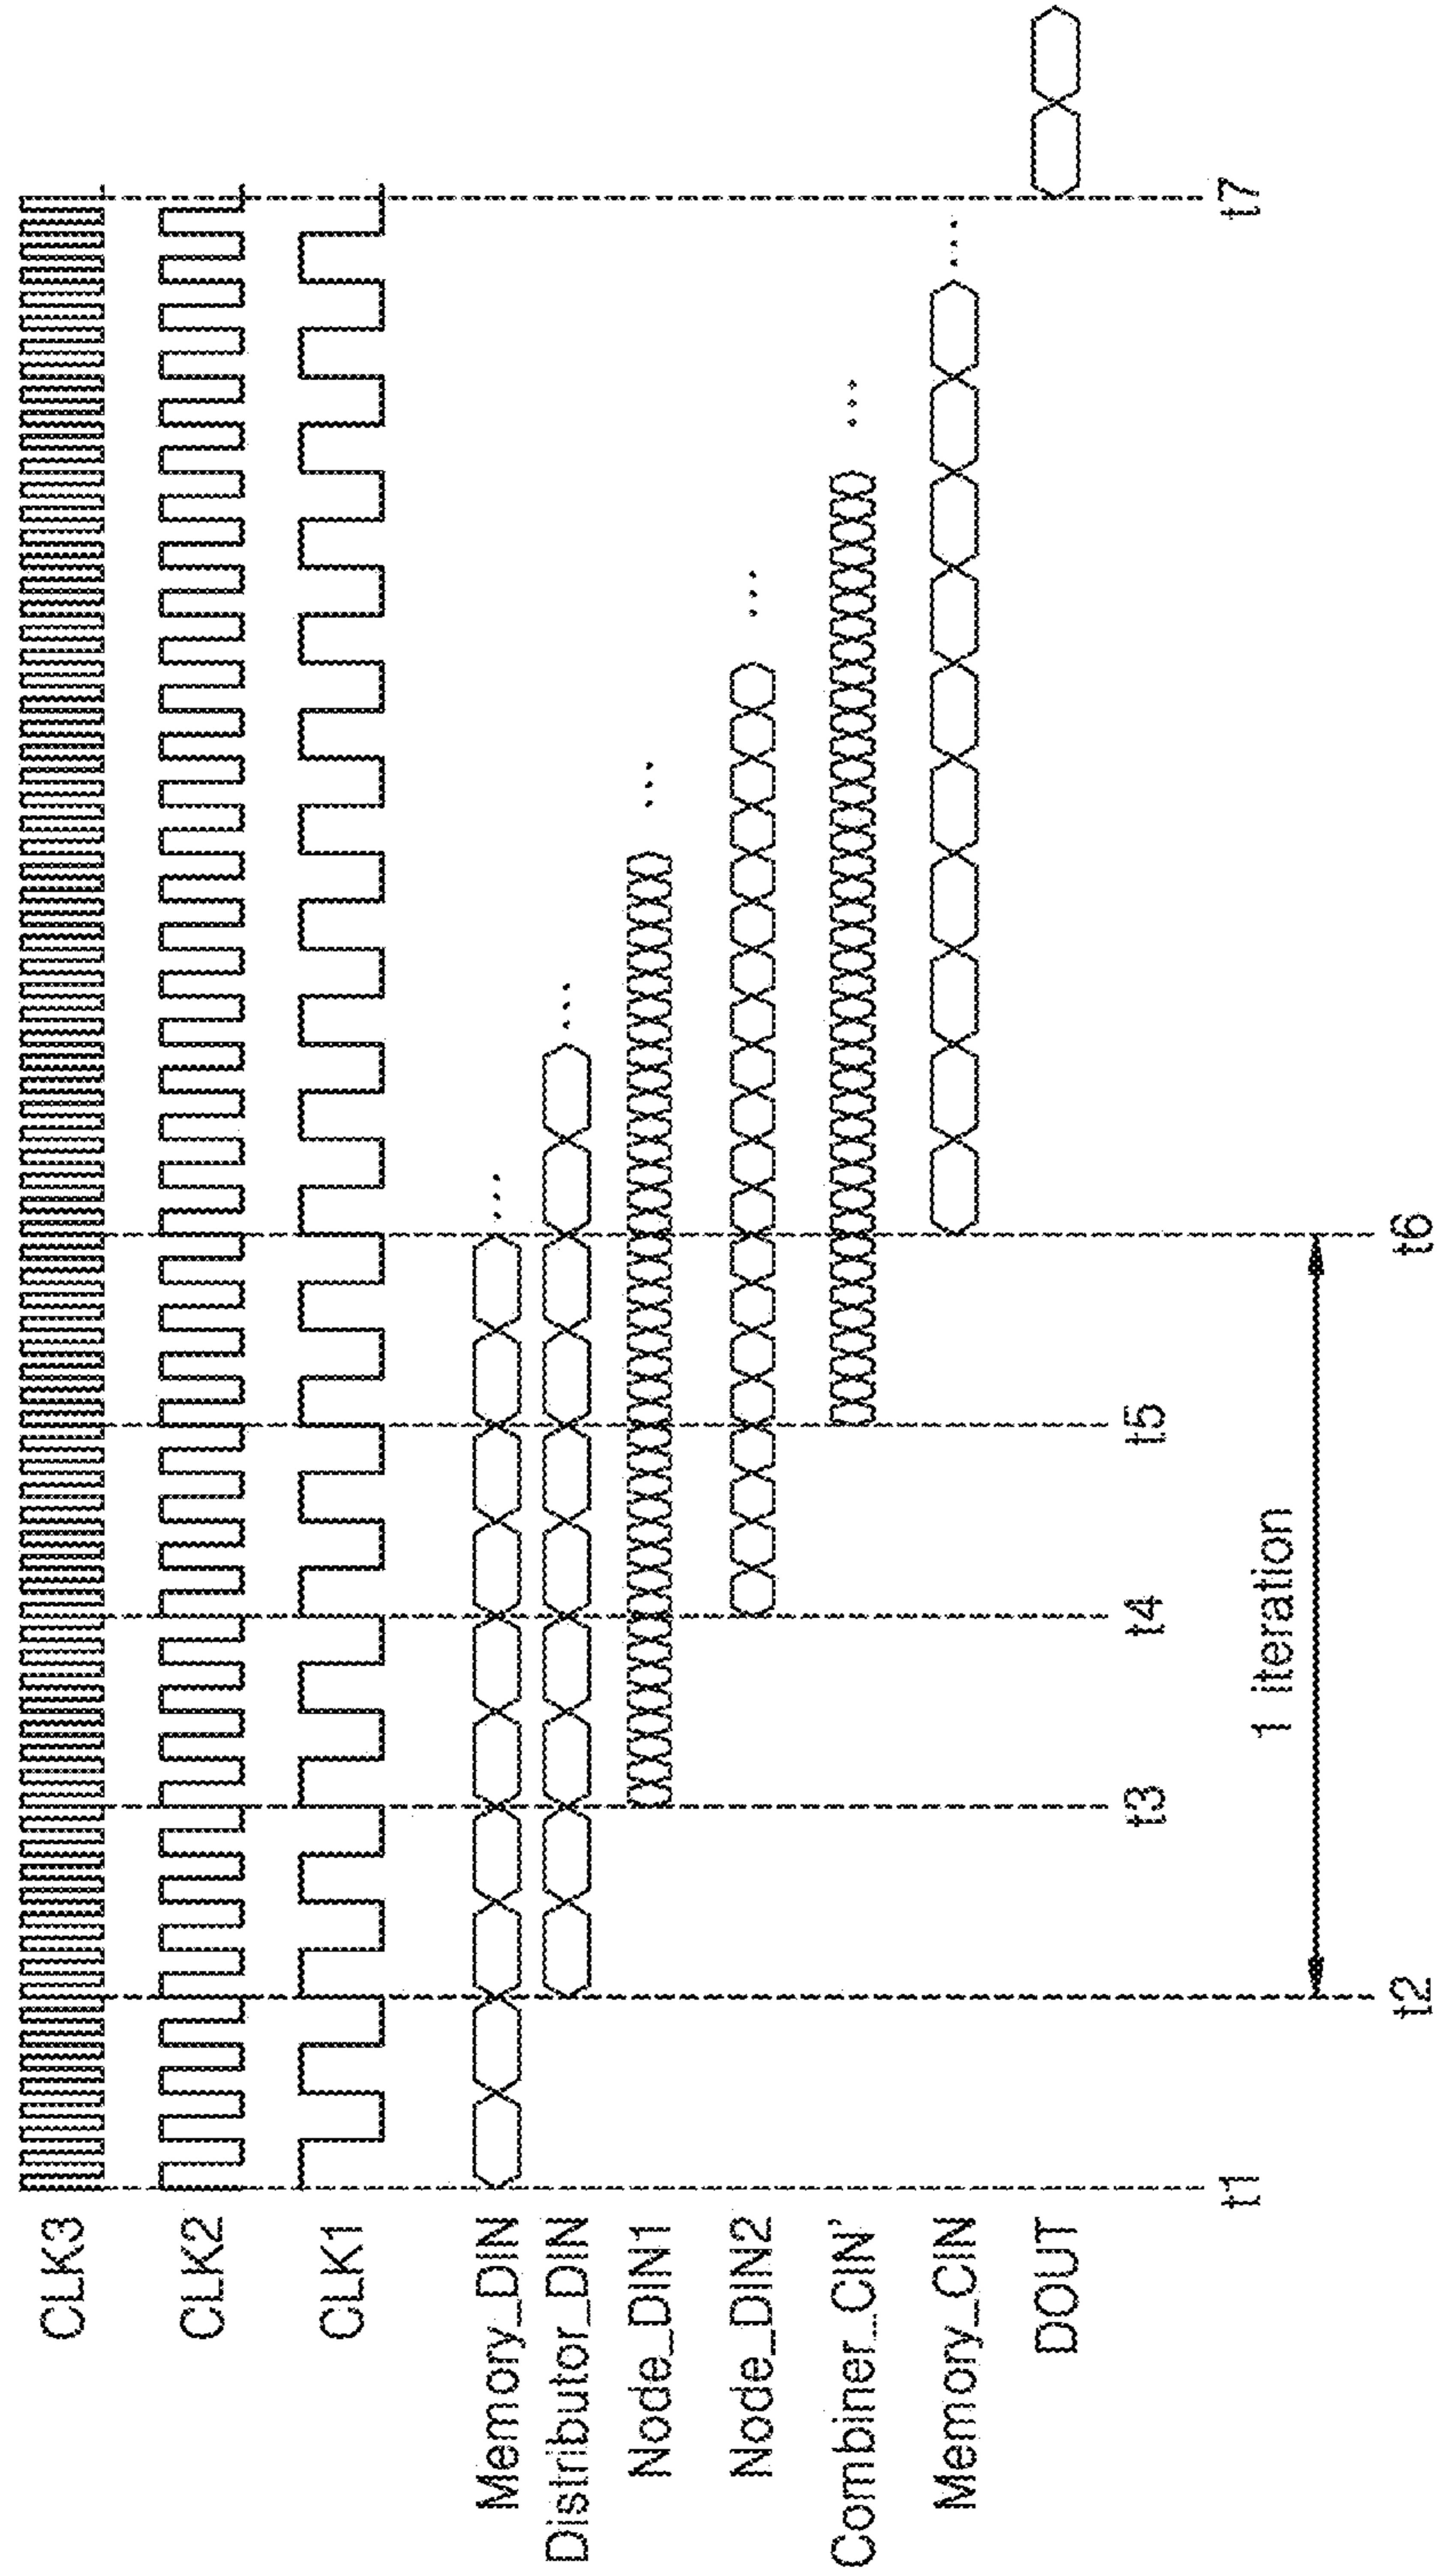 CLK3
CLK2
CLK1
Memory_DIN
...
Distributor_DIN
...
Node_DIN1
...
Node_DIN2
...
Combiner_CIN'
...
Memory_CIN
...
DOUT
t1
t2
t3
t4
t5
t6
t7
1 iteration